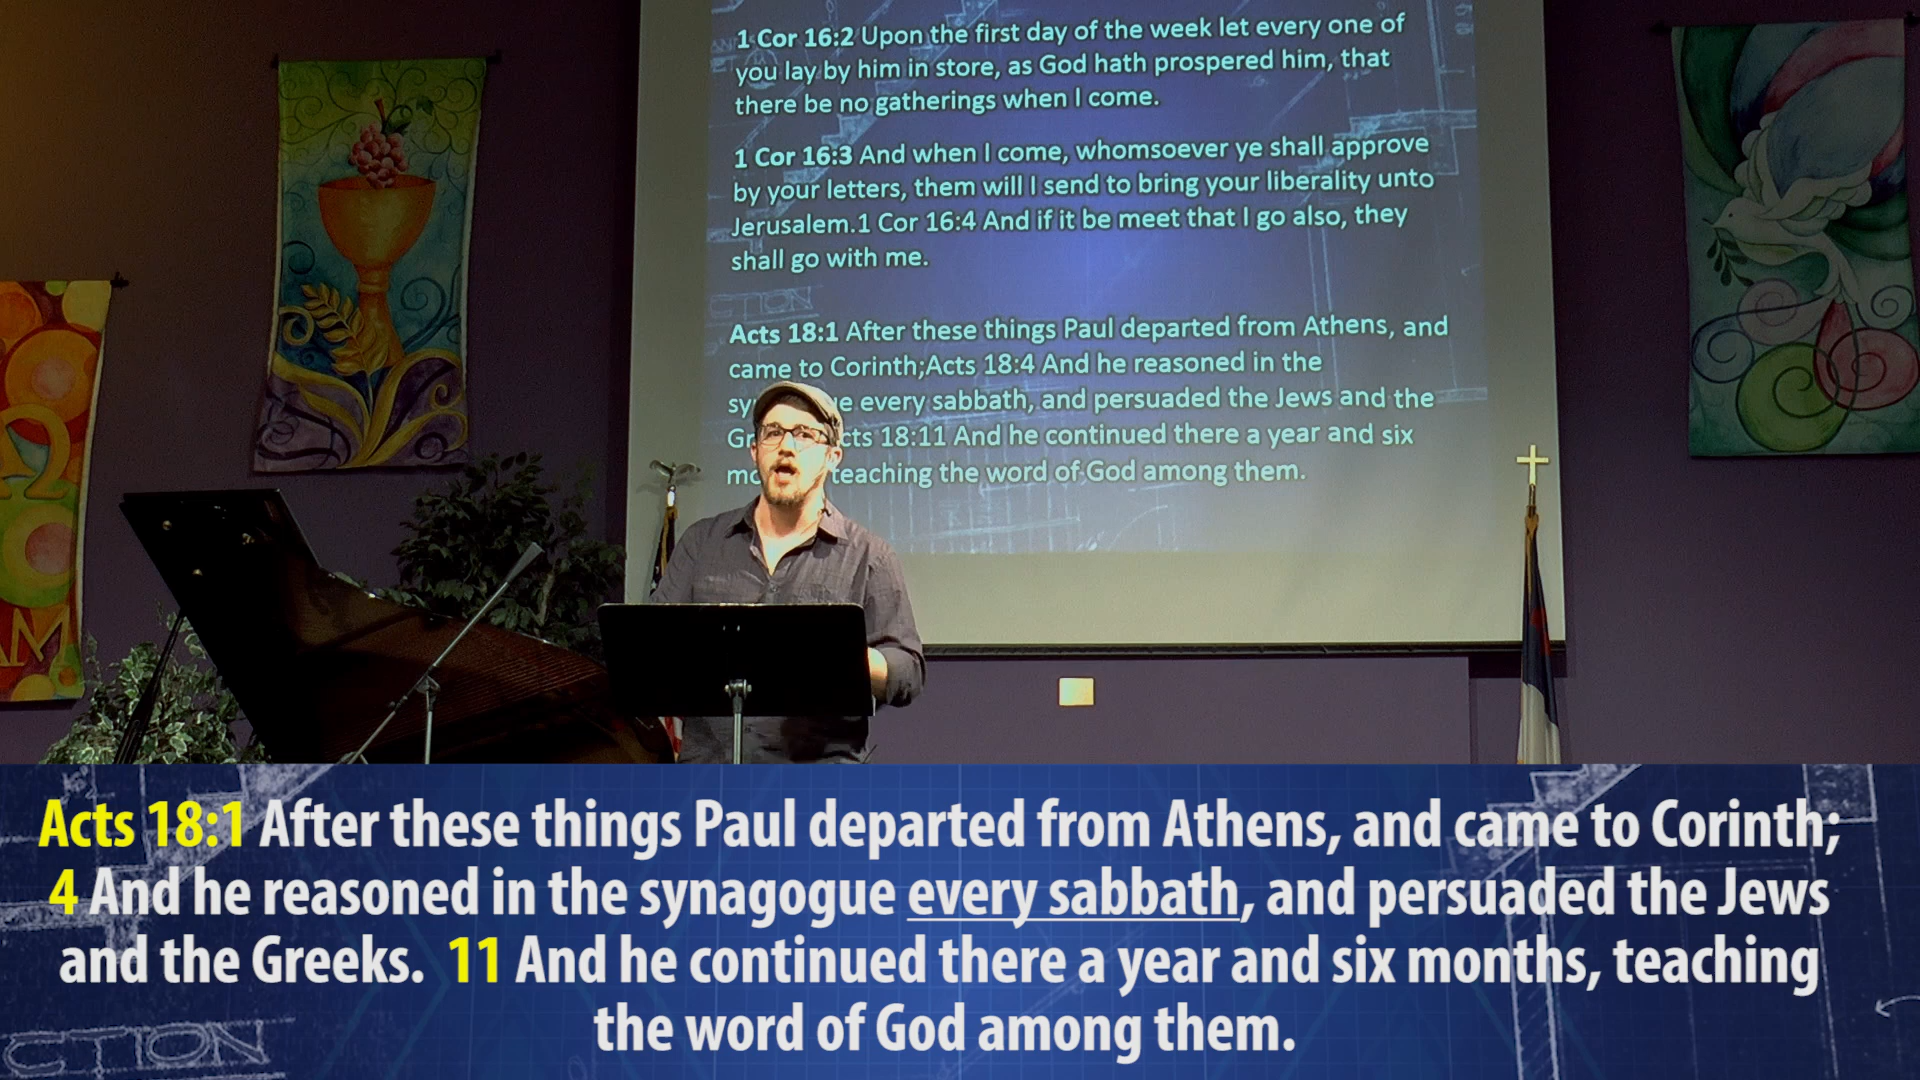 1 Cor 16:2 Upon the first day of the week let every one of
you lay by him in store, as God hath prospered him, that
there be no gatherings when I come.
1 Cor 16:3 And when I come, whomsoever ye shall approve
by your letters, them will I send to bring your liberality unto
Jerusalem.1 Cor 16:4 And if it be meet that I go also, they
shall go with me.
CTION
Acts 18:1 After these things Paul departed from Athens, and
came to Corinth;Acts 18:4 And he reasoned in the
every sabbath, and persuaded the Jews and the
18:11 And he continued there a year and six
teaching the word of God among them.
Ω
AM
Acts 18:1 After these things Paul departed from Athens, and came to Corinth;
4 And he reasoned in the synagogue every sabbath, and persuaded the Jews
and the Greeks. 11 And he continued there a year and six months, teaching
the word of God among them.
CTION